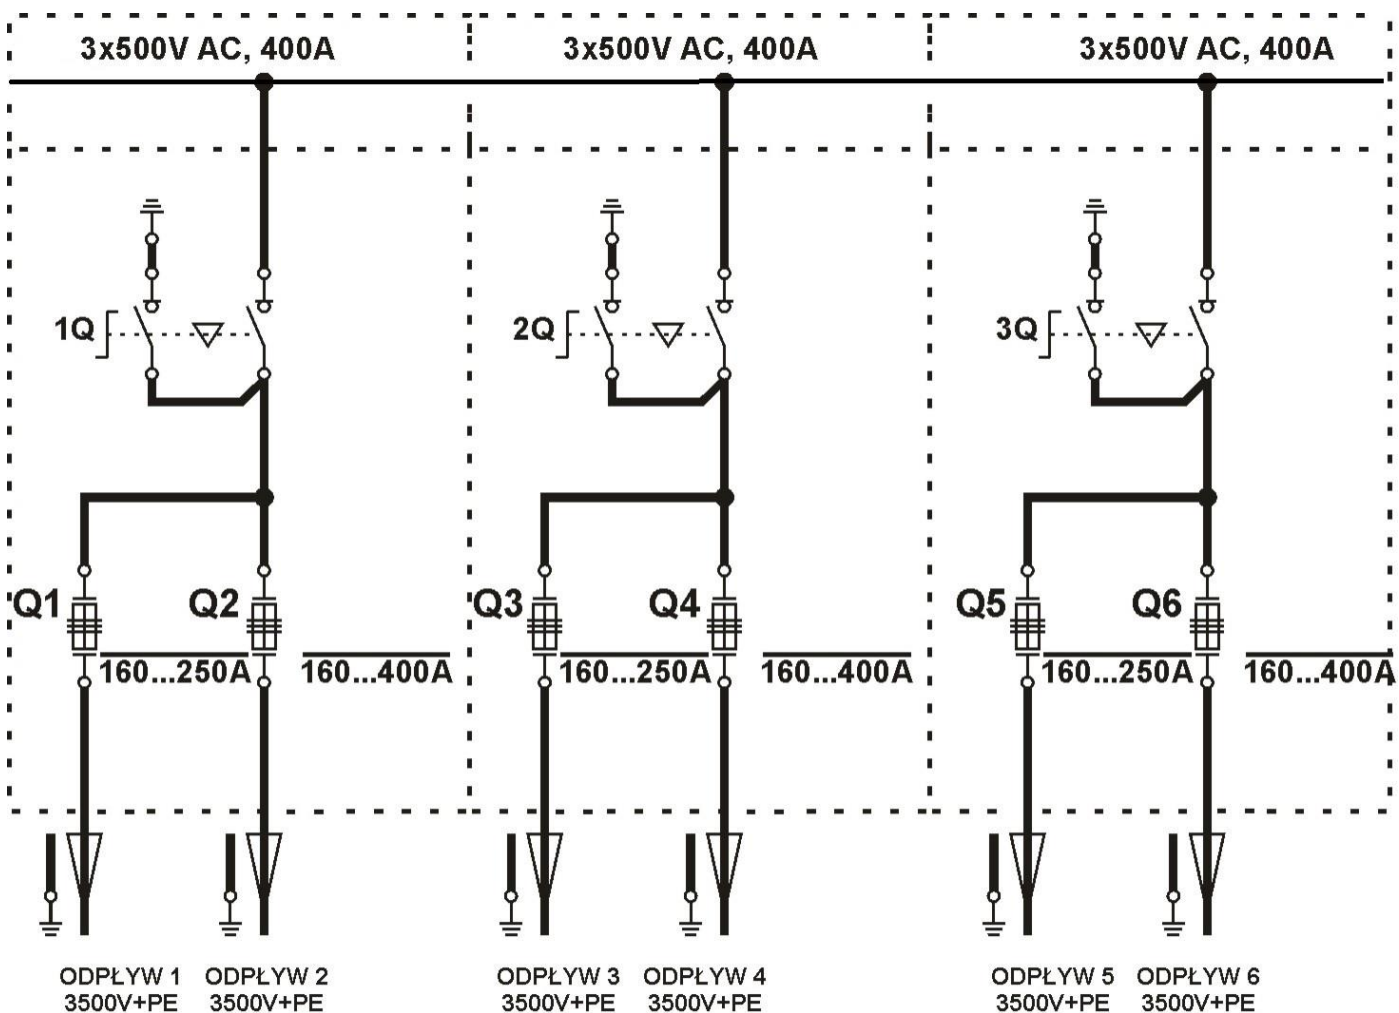 3x500V AC, 400A 3x500V AC, 400A 3x500V AC, 400A
1Q 2Q 3Q
Q1 Q2 Q3 Q4 Q5 Q6
160...250A 160...400A 160...250A 160...400A 160...250A 160...400A
ODPŁYW 1 ODPŁYW 2 ODPŁYW 3 ODPŁYW 4 ODPŁYW 5 ODPŁYW 6
3500V+PE 3500V+PE 3500V+PE 3500V+PE 3500V+PE 3500V+PE